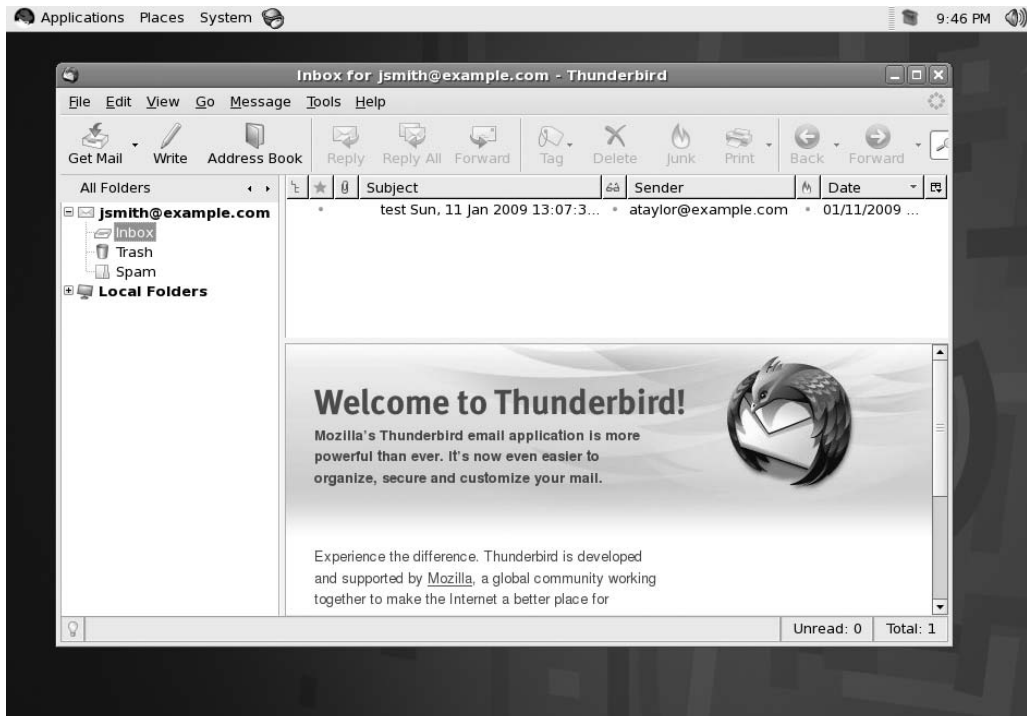 Applications Places System 9:46 PM
Inbox for jsmith@example.com - Thunderbird
File Edit View Go Message Tools Help
Get Mail Write Address Book Reply Reply All Forward Tag Delete Junk Print Back Forward
All Folders Subject Sender Date
jsmith@example.com
test Sun, 11 Jan 2009 13:07:3... ataylor@example.com 01/11/2009 ...
Inbox
Trash
Spam
Local Folders
Welcome to Thunderbird!
Mozilla's Thunderbird email application is more
powerful than ever. It's now even easier to
organize, secure and customize your mail.
Experience the difference. Thunderbird is developed
and supported by Mozilla, a global community working
together to make the Internet a better place for
Unread: 0 Total: 1